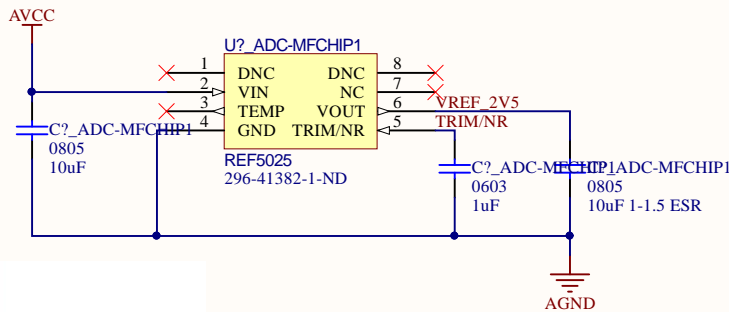 AVCC
U?_ADC-MFCHIP1
1 DNC DNC 8
2 VIN NC 7
3 TEMP VOUT 6 VREF_2V5
4 GND TRIM/NR 5 TRIM/NR
C?_ADC-MFCHIP1
0805
10uF
REF5025
296-41382-1-ND
C?_ADC-MFCHIP1
0603
1uF
C?_ADC-MFCHIP1
0805
10uF 1-1.5 ESR
AGND